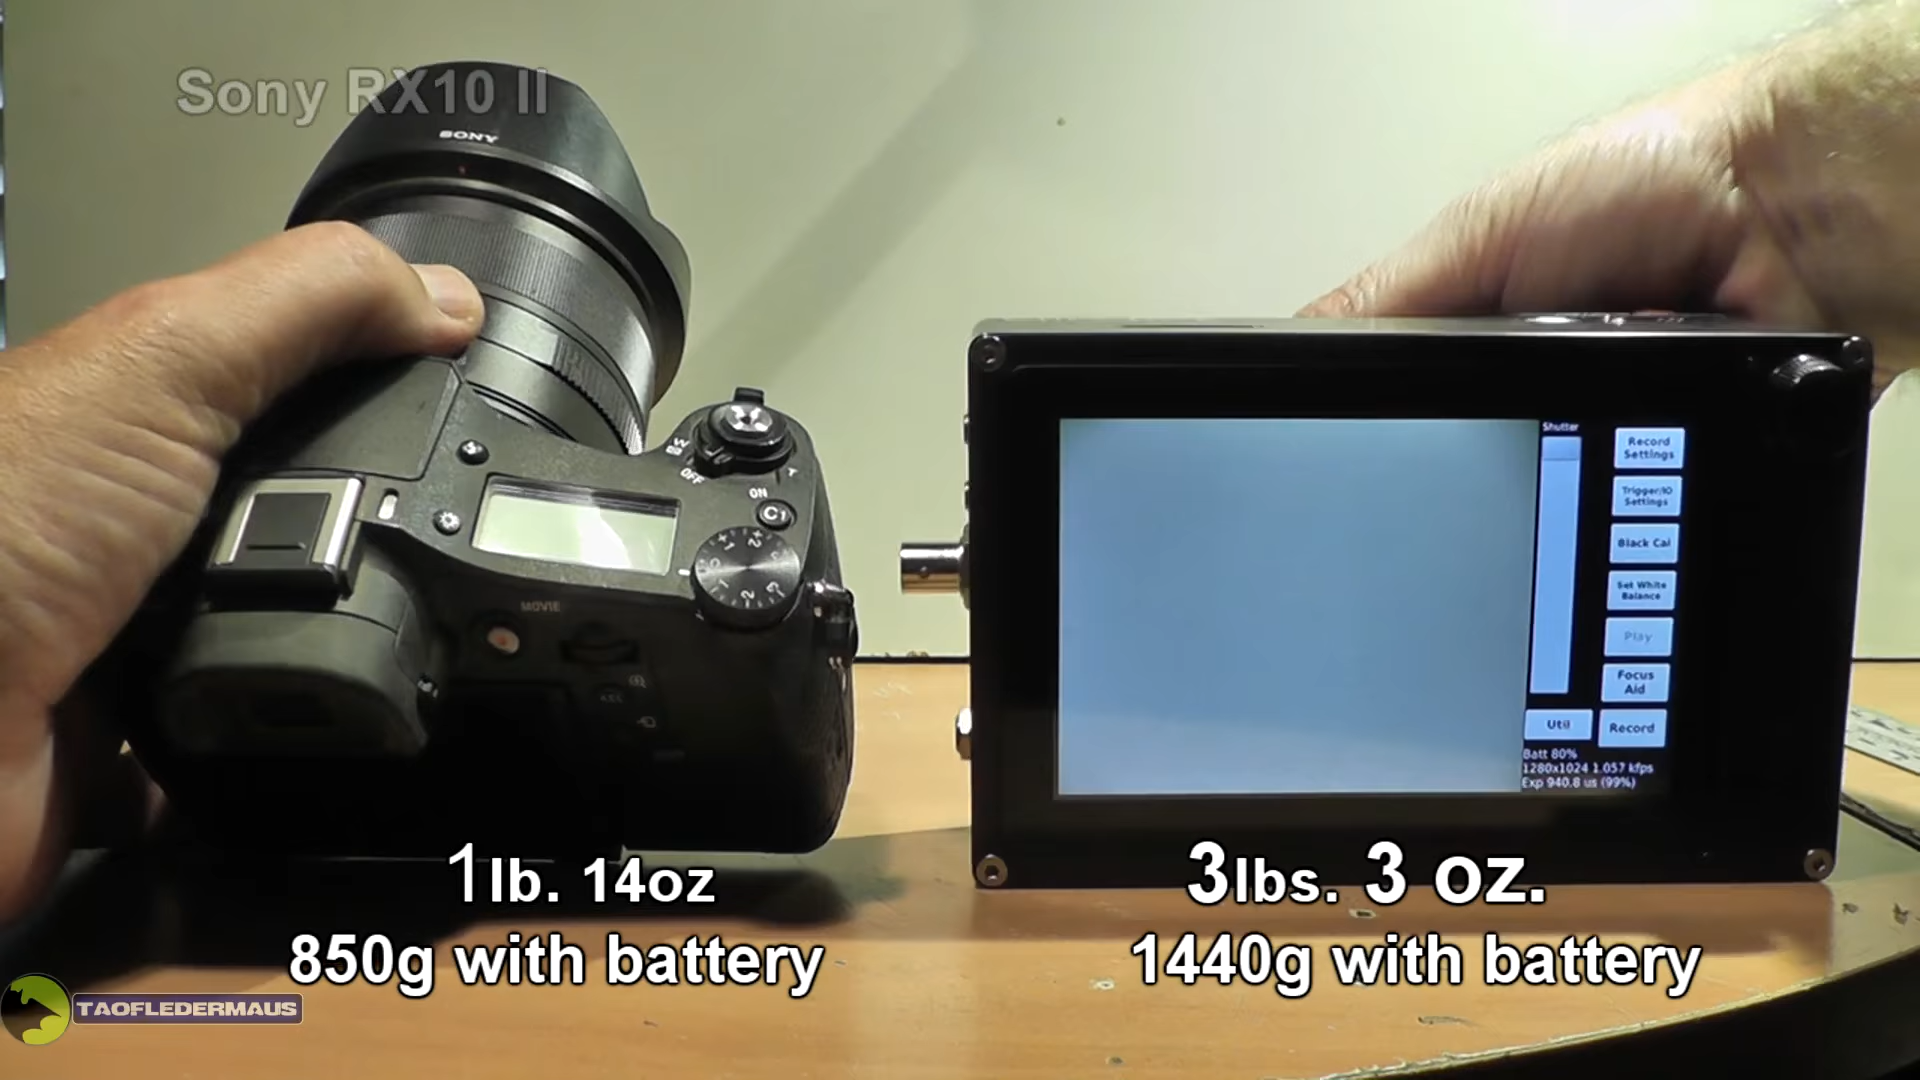 Sony RX10 II
SONY
W
OFF
ON
C1
MOVIE
Shutter
Record
Settings
Trigger/IO
Settings
Black Cal
Set White
Balance
Play
Focus
Aid
Util
Record
Batt 80%
1280x1024 1.057 kfps
Exp 940.8 us (99%)
1lb. 14oz
3lbs. 3 oz.
850g with battery
1440g with battery
TAOFLEDERMAUS